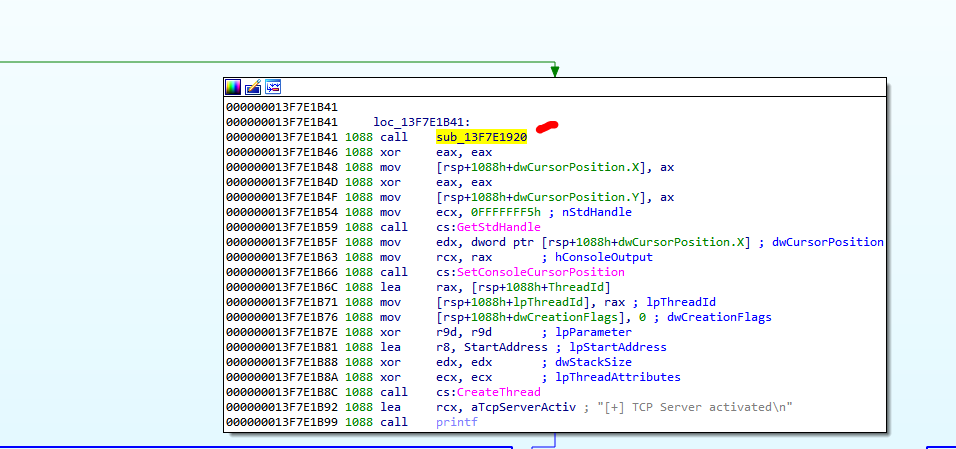 000000013F7E1B41
000000013F7E1B41 loc_13F7E1B41:
000000013F7E1B41 1088 call sub_13F7E1920
000000013F7E1B46 1088 xor eax, eax
000000013F7E1B48 1088 mov [rsp+1088h+dwCursorPosition.X], ax
000000013F7E1B4D 1088 xor eax, eax
000000013F7E1B4F 1088 mov [rsp+1088h+dwCursorPosition.Y], ax
000000013F7E1B54 1088 mov ecx, 0FFFFFFF5h ; nStdHandle
000000013F7E1B59 1088 call cs:GetStdHandle
000000013F7E1B5F 1088 mov edx, dword ptr [rsp+1088h+dwCursorPosition.X] ; dwCursorPosition
000000013F7E1B63 1088 mov rcx, rax ; hConsoleOutput
000000013F7E1B66 1088 call cs:SetConsoleCursorPosition
000000013F7E1B6C 1088 lea rax, [rsp+1088h+ThreadId]
000000013F7E1B71 1088 mov [rsp+1088h+lpThreadId], rax ; lpThreadId
000000013F7E1B76 1088 mov [rsp+1088h+dwCreationFlags], 0 ; dwCreationFlags
000000013F7E1B7E 1088 xor r9d, r9d ; lpParameter
000000013F7E1B81 1088 lea r8, StartAddress ; lpStartAddress
000000013F7E1B88 1088 xor edx, edx ; dwStackSize
000000013F7E1B8A 1088 xor ecx, ecx ; lpThreadAttributes
000000013F7E1B8C 1088 call cs:CreateThread
000000013F7E1B92 1088 lea rcx, aTcpServerActiv ; "[+] TCP Server activated\n"
000000013F7E1B99 1088 call printf